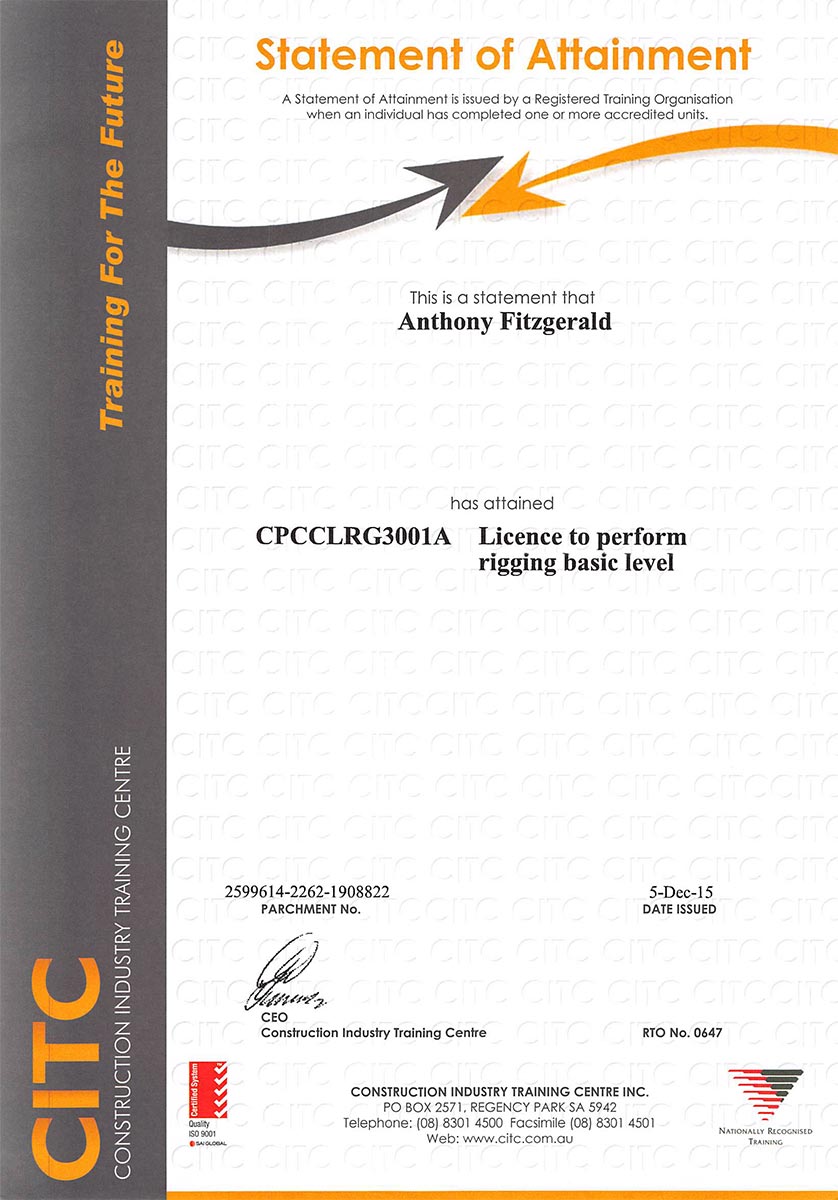 Statement of Attainment
A Statement of Attainment is issued by a Registered Training Organisation
when an individual has completed one or more accredited units.
Training For The Future
This is a statement that
Anthony Fitzgerald
has attained
CPCCLRG3001A Licence to perform
rigging basic level
CITC
CONSTRUCTION INDUSTRY TRAINING CENTRE
2599614-2262-1908822
PARCHMENT No.
5-Dec-15
DATE ISSUED
CEO
Construction Industry Training Centre
RTO No. 0647
Certified System
Quality
ISO 9001
SAI GLOBAL
CONSTRUCTION INDUSTRY TRAINING CENTRE INC.
PO BOX 2571, REGENCY PARK SA 5942
Telephone: (08) 8301 4500 Facsimile (08) 8301 4501
Web: www.citc.com.au
NATIONALLY RECOGNISED
TRAINING